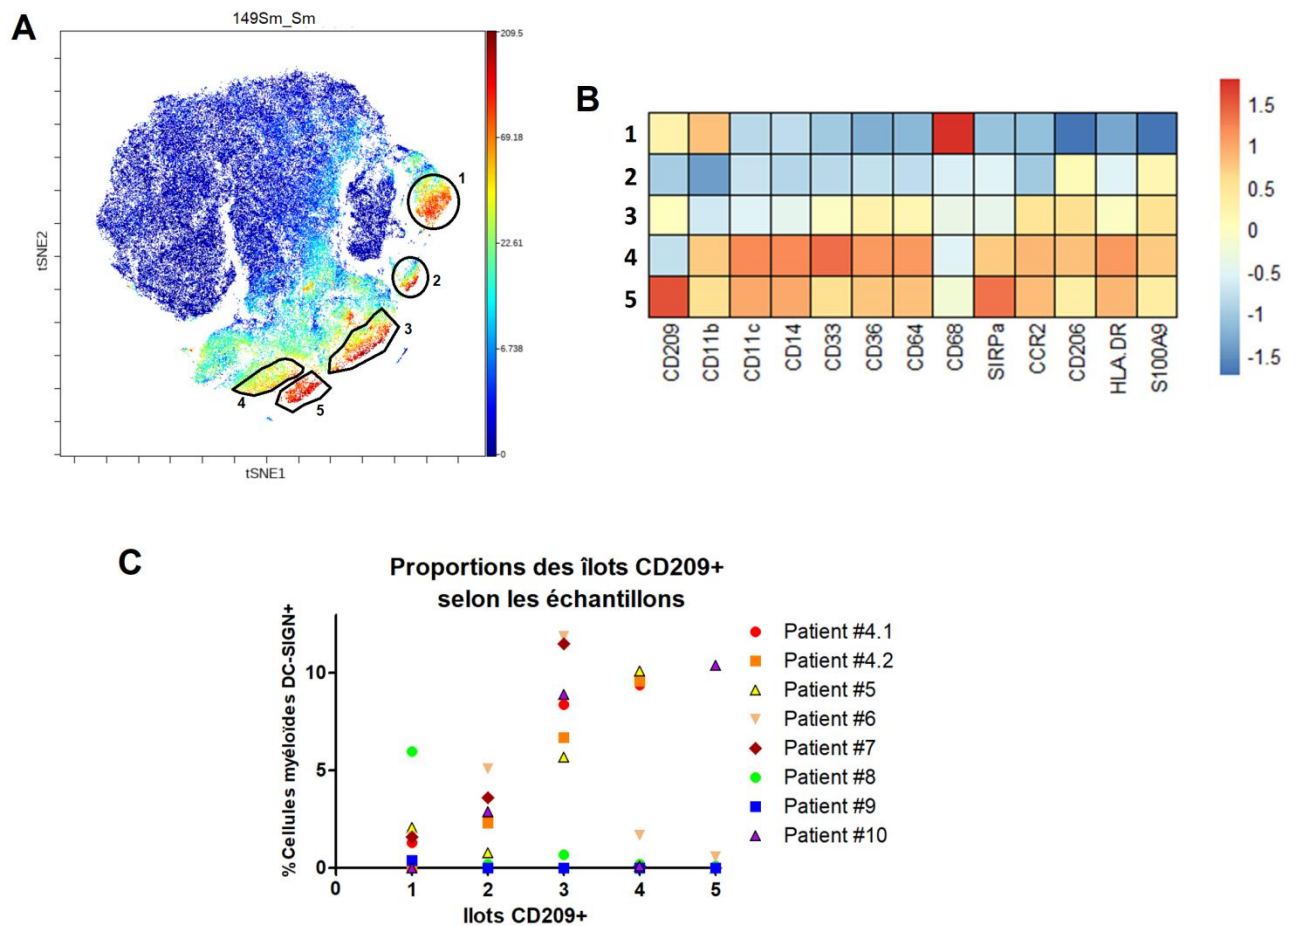 A
149Sm_Sm
209.5
69.18
22.61
6.738
0
1
2
3
4
5
tSNE2
tSNE1
B
1
2
3
4
5
CD209
CD11b
CD11c
CD14
CD33
CD36
CD64
CD68
SIRPa
CCR2
CD206
HLA.DR
S100A9
1.5
1
0.5
0
-0.5
-1
-1.5
C
Proportions des îlots CD209+
selon les échantillons
% Cellules myéloïdes DC-SIGN+
10
5
0
0 1 2 3 4 5
Ilots CD209+
Patient #4.1
Patient #4.2
Patient #5
Patient #6
Patient #7
Patient #8
Patient #9
Patient #10